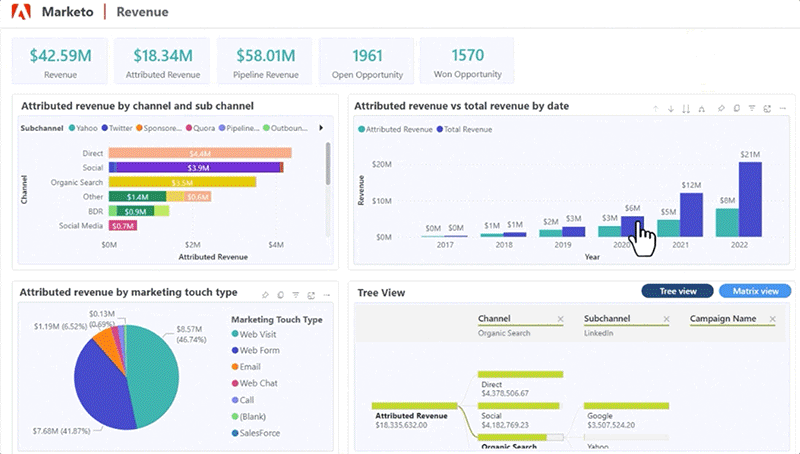 Marketo | Revenue
$42.59M
Revenue
$18.34M
Attributed Revenue
$58.01M
Pipeline Revenue
1961
Open Opportunity
1570
Won Opportunity
Attributed revenue by channel and sub channel
Subchannel Yahoo Twitter Sponsore... Quora Pipeline... Outboun...
Channel
Direct $4.4M
Social $3.9M
Organic Search $3.5M
Other $1.4M $0.6M
BDR $0.9M
Social Media $0.7M
$0M $2M $4M
Attributed Revenue
Attributed revenue vs total revenue by date
Attributed Revenue Total Revenue
Revenue
$20M
$10M
$0M
$0M $0M
$1M $1M
$2M $3M
$3M $6M
$5M $12M
$8M $21M
2017 2018 2019 2020 2021 2022
Year
Attributed revenue by marketing touch type
$0.13M
(0.69%)
$1.19M (6.52%)
$8.57M
(46.74%)
$7.68M (41.87%)
Marketing Touch Type
Web Visit
Web Form
Email
Web Chat
Call
(Blank)
SalesForce
Tree View
Tree view
Matrix view
Channel
Organic Search
Subchannel
LinkedIn
Campaign Name
Attributed Revenue
$18,335,632.00
Direct
$4,378,506.67
Social
$4,182,769.23
Organic Search
Google
$3,507,524.20
Yahoo